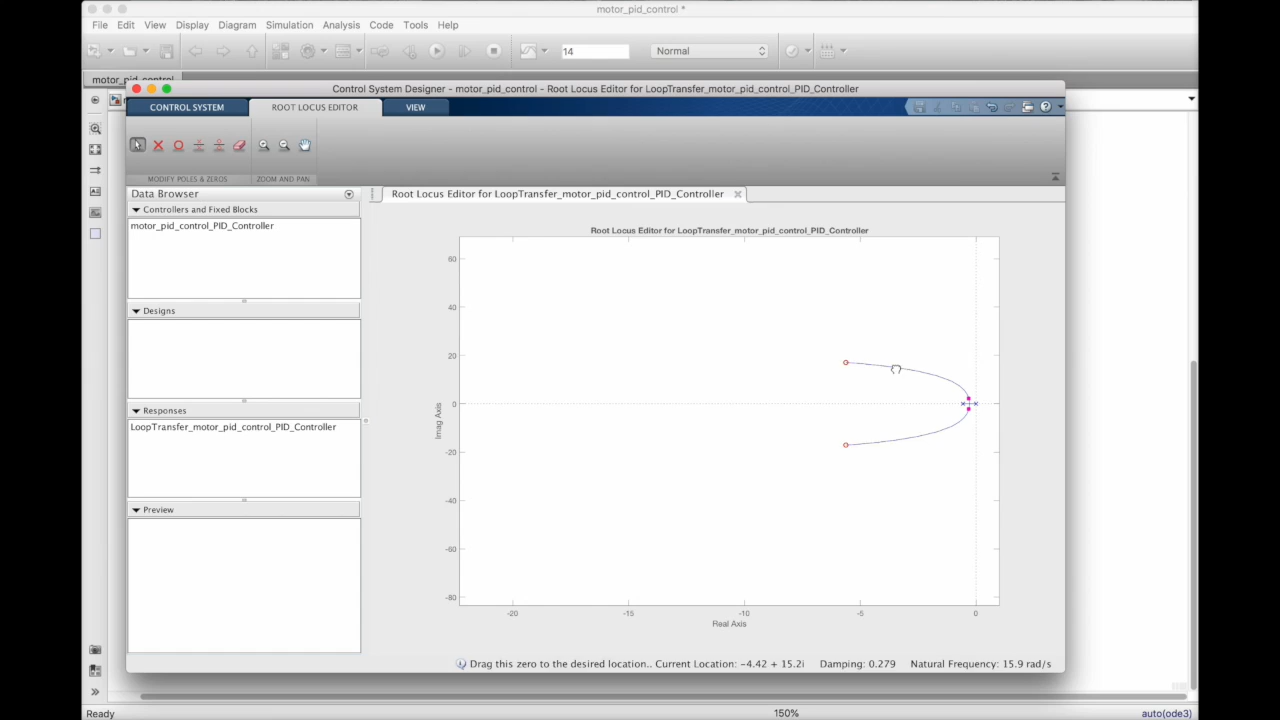 motor_pid_control *
File Edit View Display Diagram Simulation Analysis Code Tools Help
14 Normal
motor_pid_control
Control System Designer - motor_pid_control - Root Locus Editor for LoopTransfer_motor_pid_control_PID_Controller
CONTROL SYSTEM ROOT LOCUS EDITOR VIEW
MODIFY POLES & ZEROS ZOOM AND PAN
Data Browser
Root Locus Editor for LoopTransfer_motor_pid_control_PID_Controller
Controllers and Fixed Blocks
motor_pid_control_PID_Controller
Designs
Responses
LoopTransfer_motor_pid_control_PID_Controller
Preview
Root Locus Editor for LoopTransfer_motor_pid_control_PID_Controller
60
40
20
0
-20
-40
-60
-80
Imag Axis
-20 -15 -10 -5 0
Real Axis
Drag this zero to the desired location.. Current Location: -4.42 + 15.2i Damping: 0.279 Natural Frequency: 15.9 rad/s
Ready 150% auto(ode3)